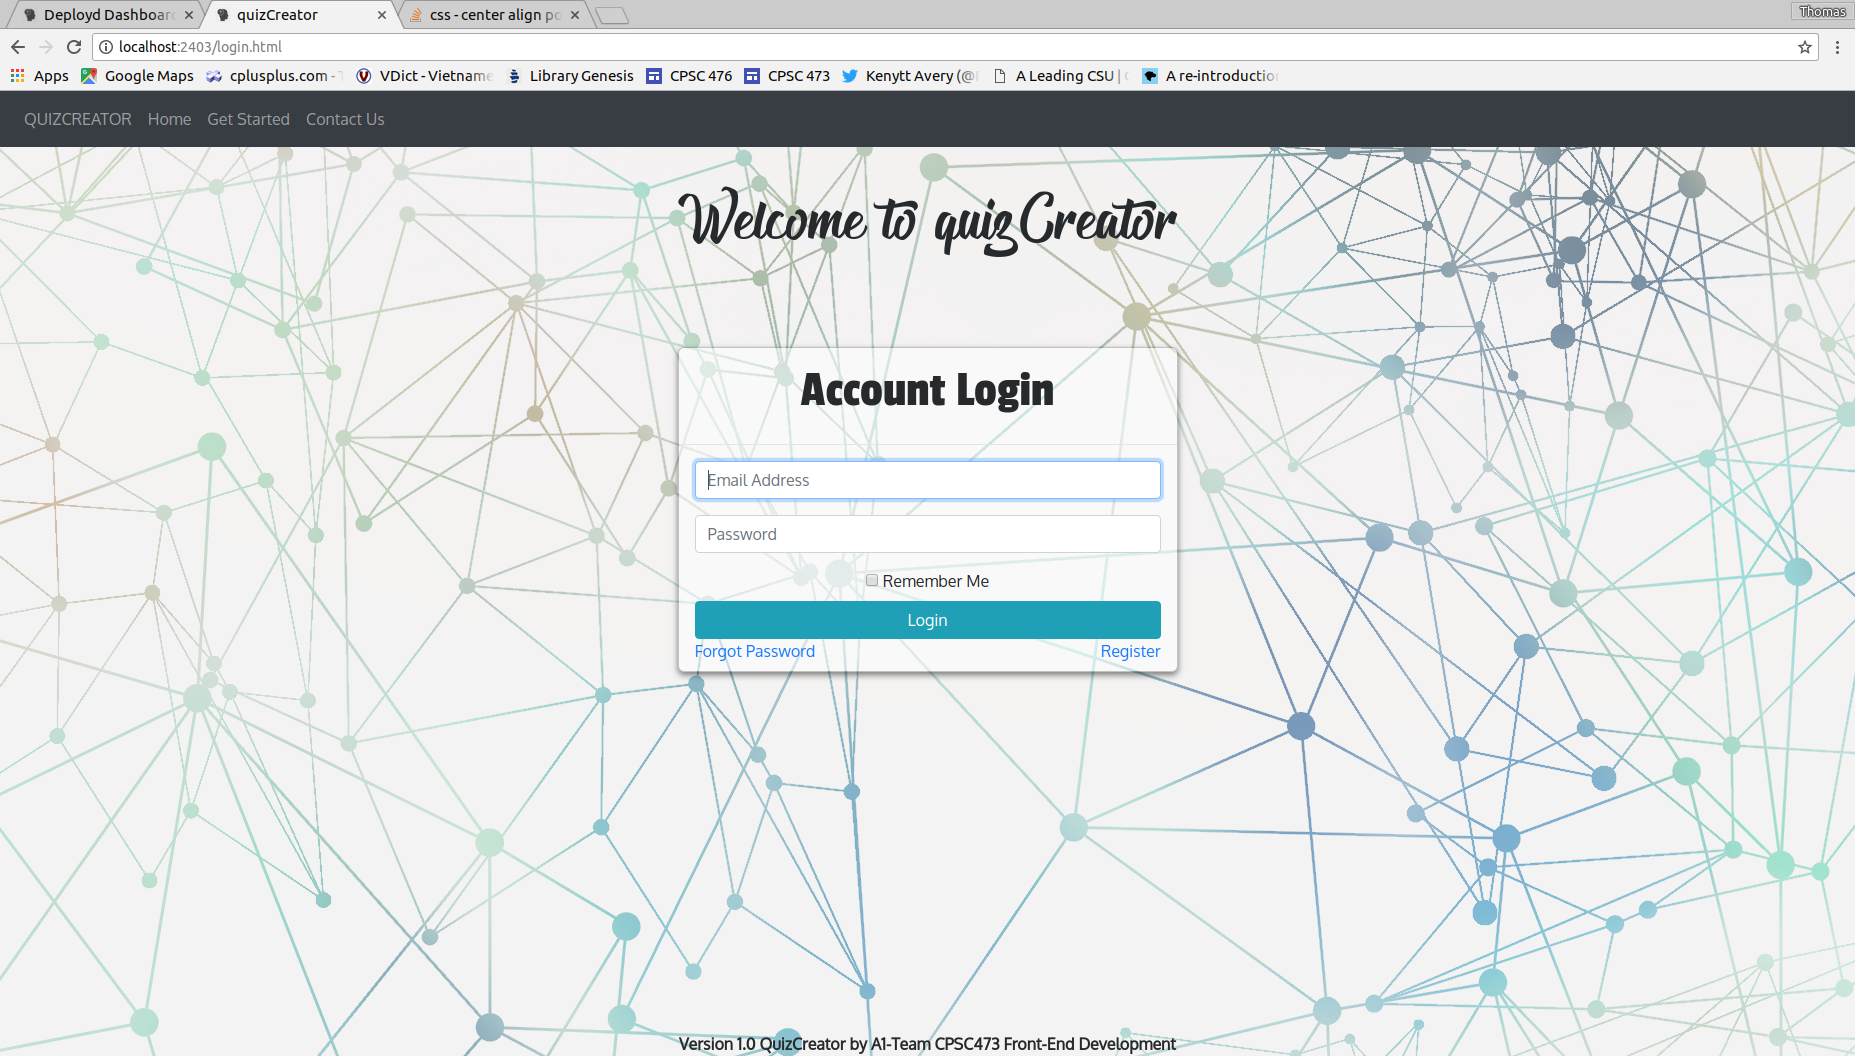 Deployd Dashboard
quizCreator
css - center align po
Thomas
localhost:2403/login.html
Apps
Google Maps
cplusplus.com -
VDict - Vietname
Library Genesis
CPSC 476
CPSC 473
Kenytt Avery (@
A Leading CSU |
A re-introductio
QUIZCREATOR
Home
Get Started
Contact Us
Welcome to quizCreator
Account Login
Email Address
Password
Remember Me
Login
Forgot Password
Register
Version 1.0 QuizCreator by A1-Team CPSC473 Front-End Development